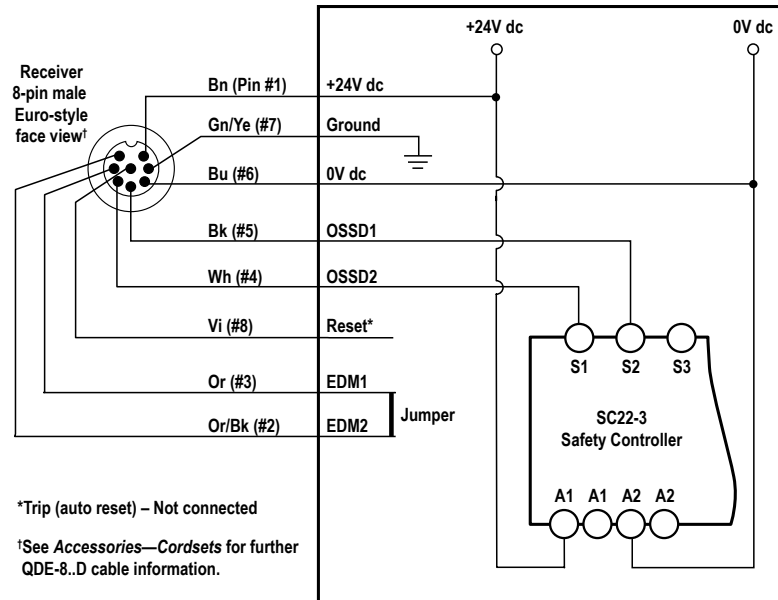 +24V dc
0V dc
Receiver
8-pin male
Euro-style
face view†
Bn (Pin #1)
+24V dc
Gn/Ye (#7)
Ground
Bu (#6)
0V dc
Bk (#5)
OSSD1
Wh (#4)
OSSD2
Vi (#8)
Reset*
Or (#3)
EDM1
Or/Bk (#2)
EDM2
Jumper
S1
S2
S3
SC22-3
Safety Controller
A1
A1
A2
A2
*Trip (auto reset) – Not connected
†See Accessories—Cordsets for further
QDE-8..D cable information.